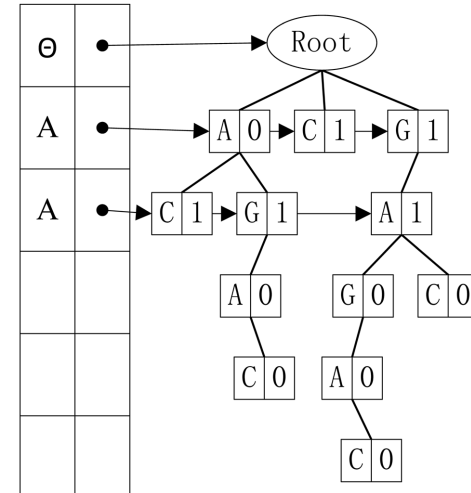 Θ Root
A A 0 C 1 G 1
A C 1 G 1 A 1
A 0 G 0 C 0
C 0 A 0
C 0